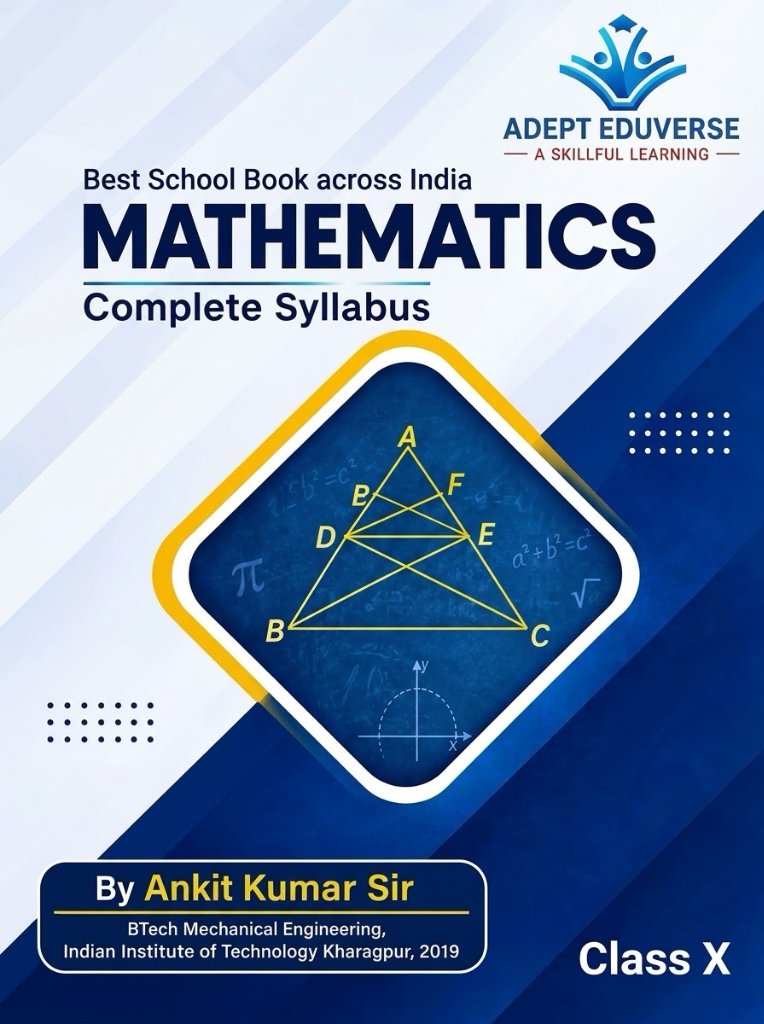 ADEPT EDUVERSE
A SKILLFUL LEARNING
Best School Book across India
MATHEMATICS
Complete Syllabus
A
P F
D E
π
a²+b²=c²
√
B C
y
x
By Ankit Kumar Sir
BTech Mechanical Engineering,
Indian Institute of Technology Kharagpur, 2019
Class X